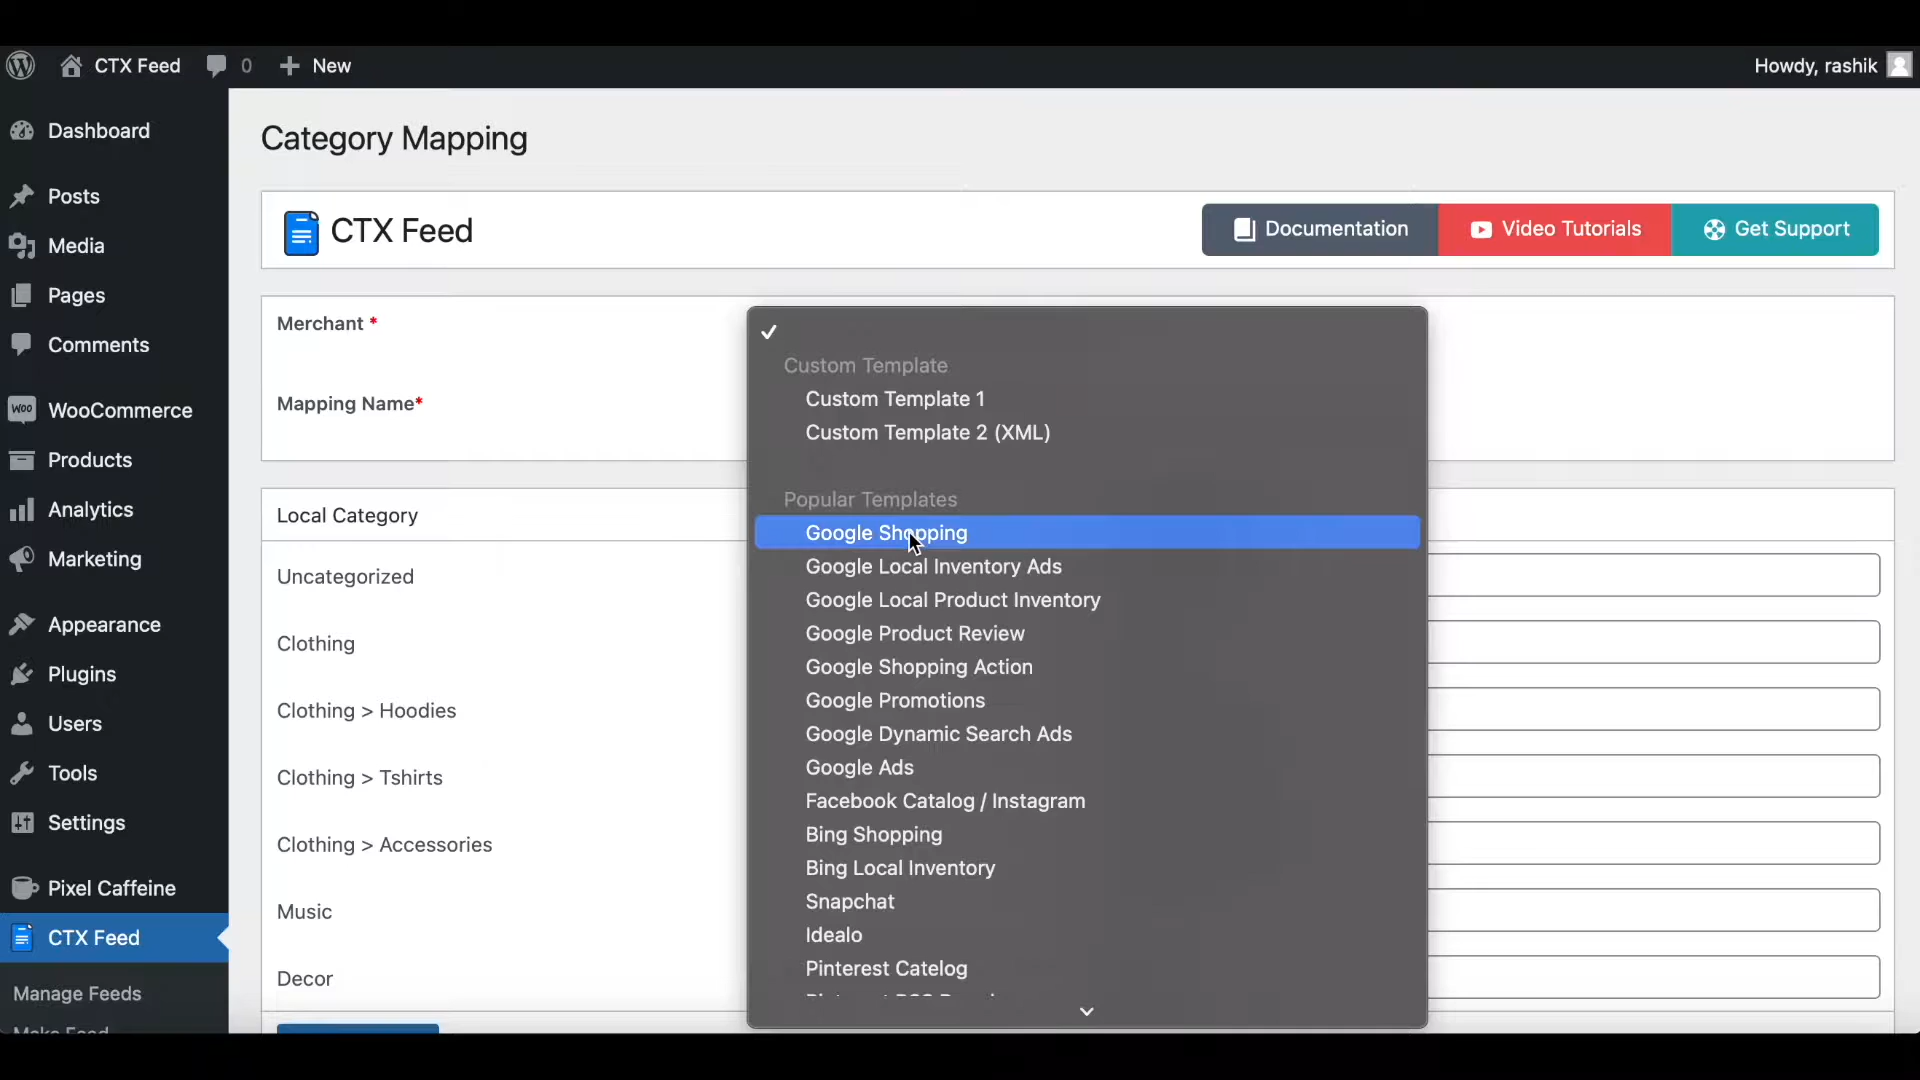 CTX Feed
0
New
Howdy, rashik
Dashboard
Posts
Media
Pages
Comments
WooCommerce
Products
Analytics
Marketing
Appearance
Plugins
Users
Tools
Settings
Pixel Caffeine
CTX Feed
Manage Feeds
Make Feed
Category Mapping
CTX Feed
Documentation
Video Tutorials
Get Support
Merchant *
Mapping Name*
Local Category
Uncategorized
Clothing
Clothing > Hoodies
Clothing > Tshirts
Clothing > Accessories
Music
Decor
Custom Template
Custom Template 1
Custom Template 2 (XML)
Popular Templates
Google Shopping
Google Local Inventory Ads
Google Local Product Inventory
Google Product Review
Google Shopping Action
Google Promotions
Google Dynamic Search Ads
Google Ads
Facebook Catalog / Instagram
Bing Shopping
Bing Local Inventory
Snapchat
Idealo
Pinterest Catelog